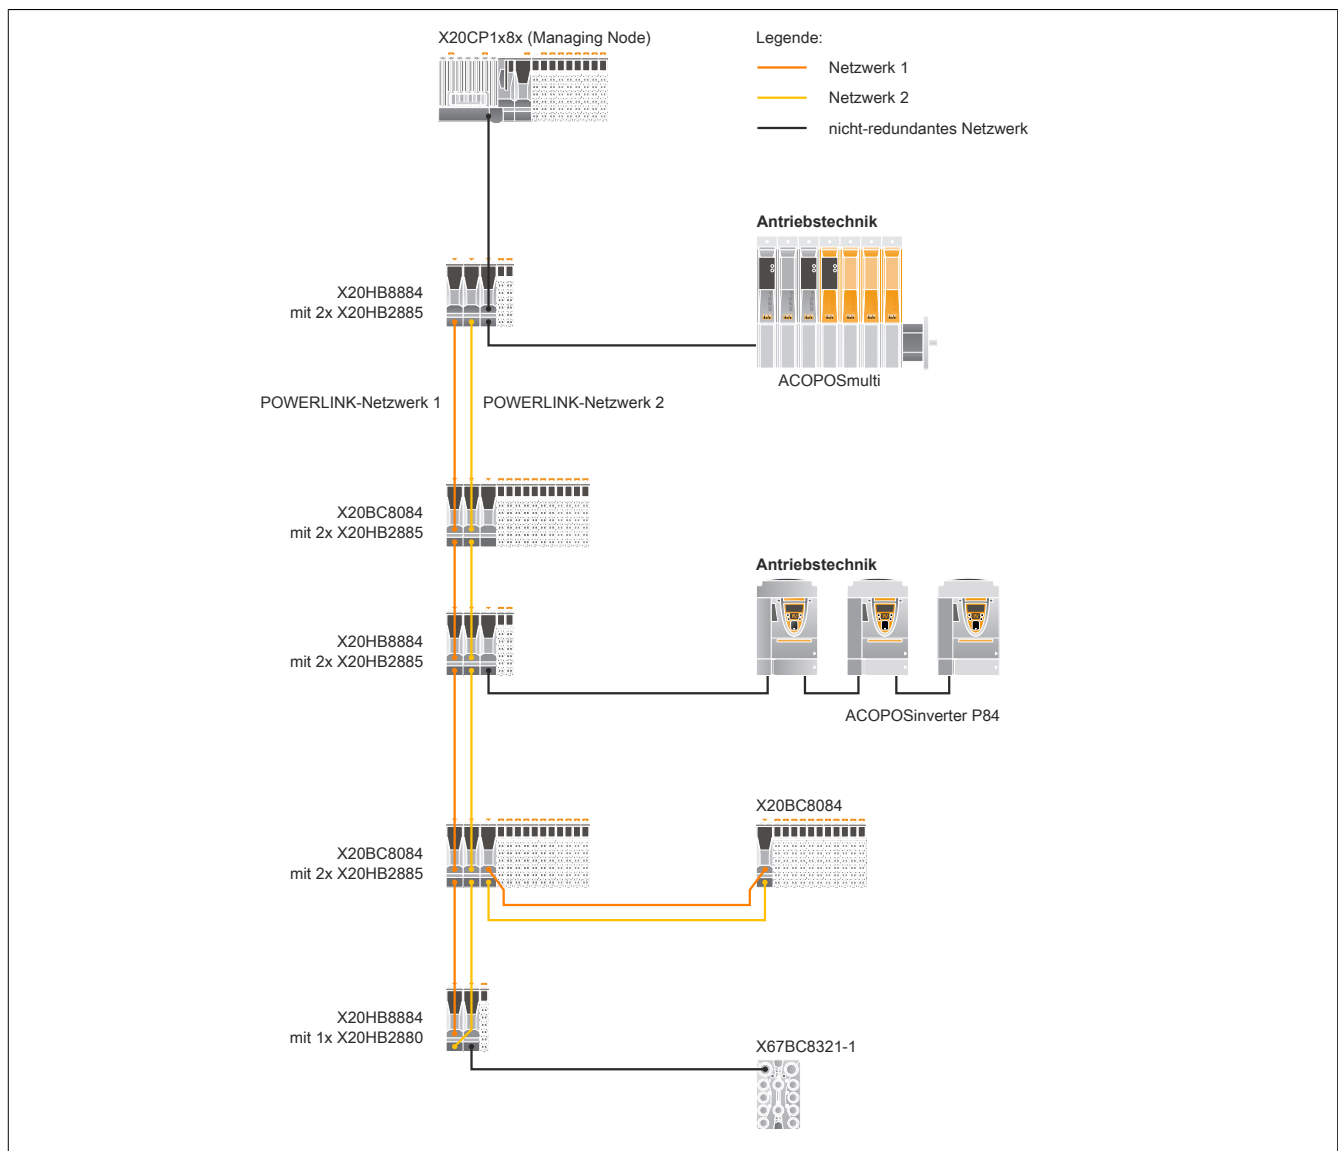 X20CP1x8x (Managing Node)
Legende:
Netzwerk 1
Netzwerk 2
nicht-redundantes Netzwerk
Antriebstechnik
X20HB8884
mit 2x X20HB2885
ACOPOSmulti
POWERLINK-Netzwerk 1
POWERLINK-Netzwerk 2
X20BC8084
mit 2x X20HB2885
Antriebstechnik
X20HB8884
mit 2x X20HB2885
ACOPOSinverter P84
X20BC8084
X20BC8084
mit 2x X20HB2885
X20HB8884
mit 1x X20HB2880
X67BC8321-1